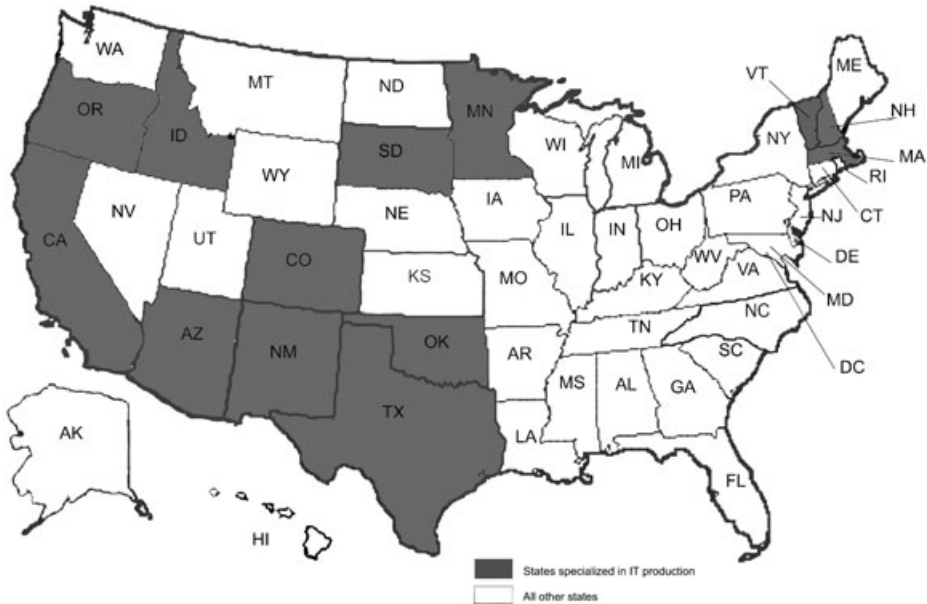 WA
MT
ND
MN
VT
ME
OR
ID
SD
WI
MI
NY
NH
MA
WY
RI
NV
NE
IA
PA
CA
UT
CO
KS
IL
IN
OH
NJ
CT
MO
WV
VA
DE
KY
MD
AZ
NM
OK
AR
TN
NC
SC
DC
TX
MS
AL
GA
AK
LA
FL
HI
States specialized in IT production
All other states